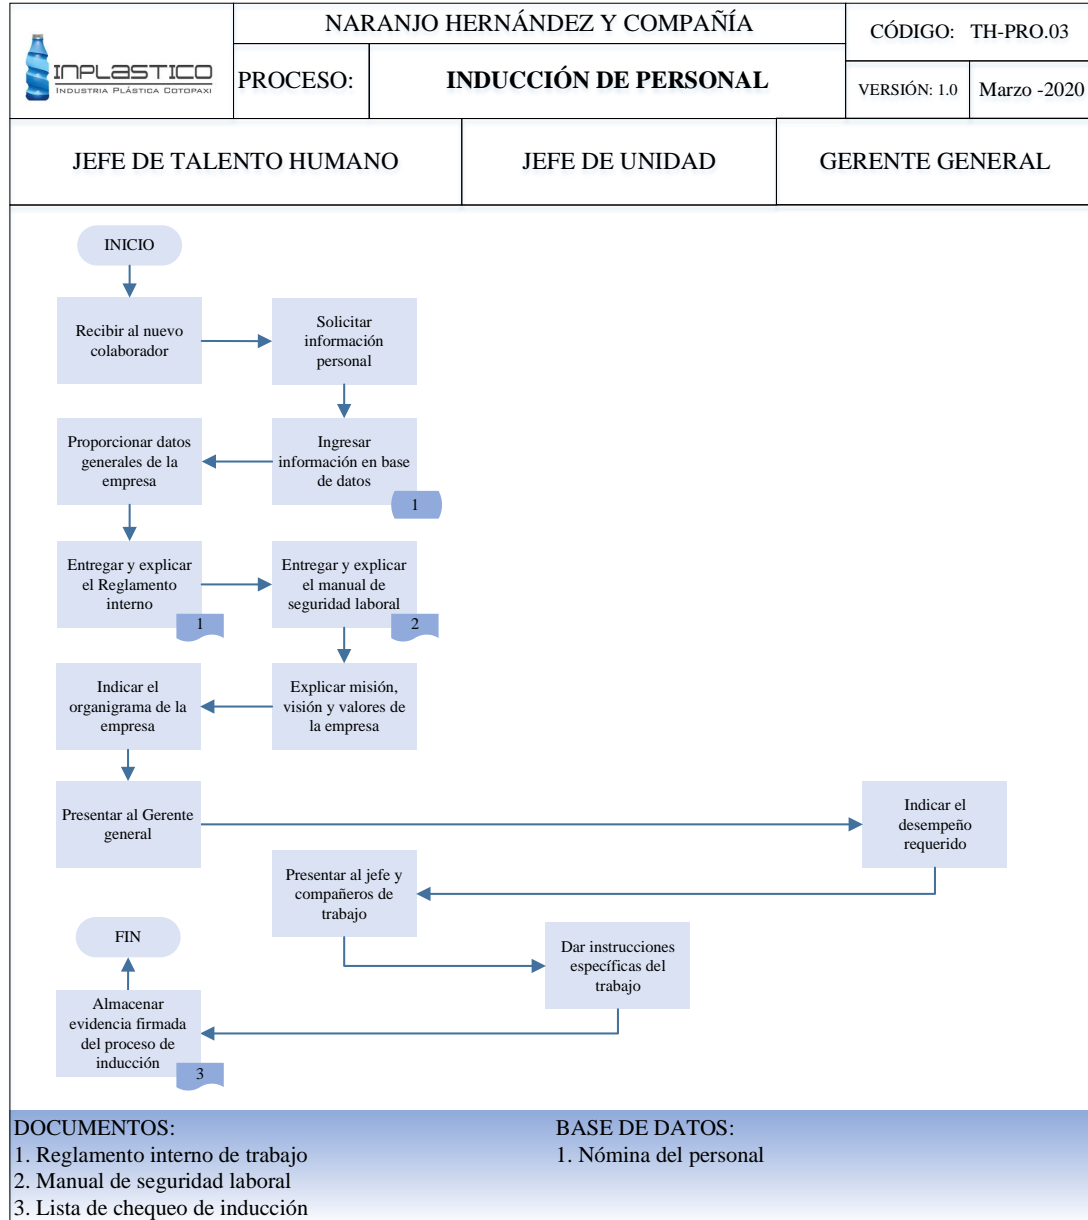 INPLASTICO
INDUSTRIA PLÁSTICA COTOPAXI
NARANJO HERNÁNDEZ Y COMPAÑÍA
PROCESO:
INDUCCIÓN DE PERSONAL
CÓDIGO: TH-PRO.03
VERSIÓN: 1.0
Marzo -2020
JEFE DE TALENTO HUMANO
JEFE DE UNIDAD
GERENTE GENERAL
INICIO
Recibir al nuevo
colaborador
Solicitar
información
personal
Proporcionar datos
generales de la
empresa
Ingresar
información en base
de datos
1
Entregar y explicar
el Reglamento
interno
1
Entregar y explicar
el manual de
seguridad laboral
2
Indicar el
organigrama de la
empresa
Explicar misión,
visión y valores de
la empresa
Presentar al Gerente
general
Indicar el
desempeño
requerido
Presentar al jefe y
compañeros de
trabajo
FIN
Dar instrucciones
específicas del
trabajo
Almacenar
evidencia firmada
del proceso de
inducción
3
DOCUMENTOS:
1. Reglamento interno de trabajo
2. Manual de seguridad laboral
3. Lista de chequeo de inducción
BASE DE DATOS:
1. Nómina del personal